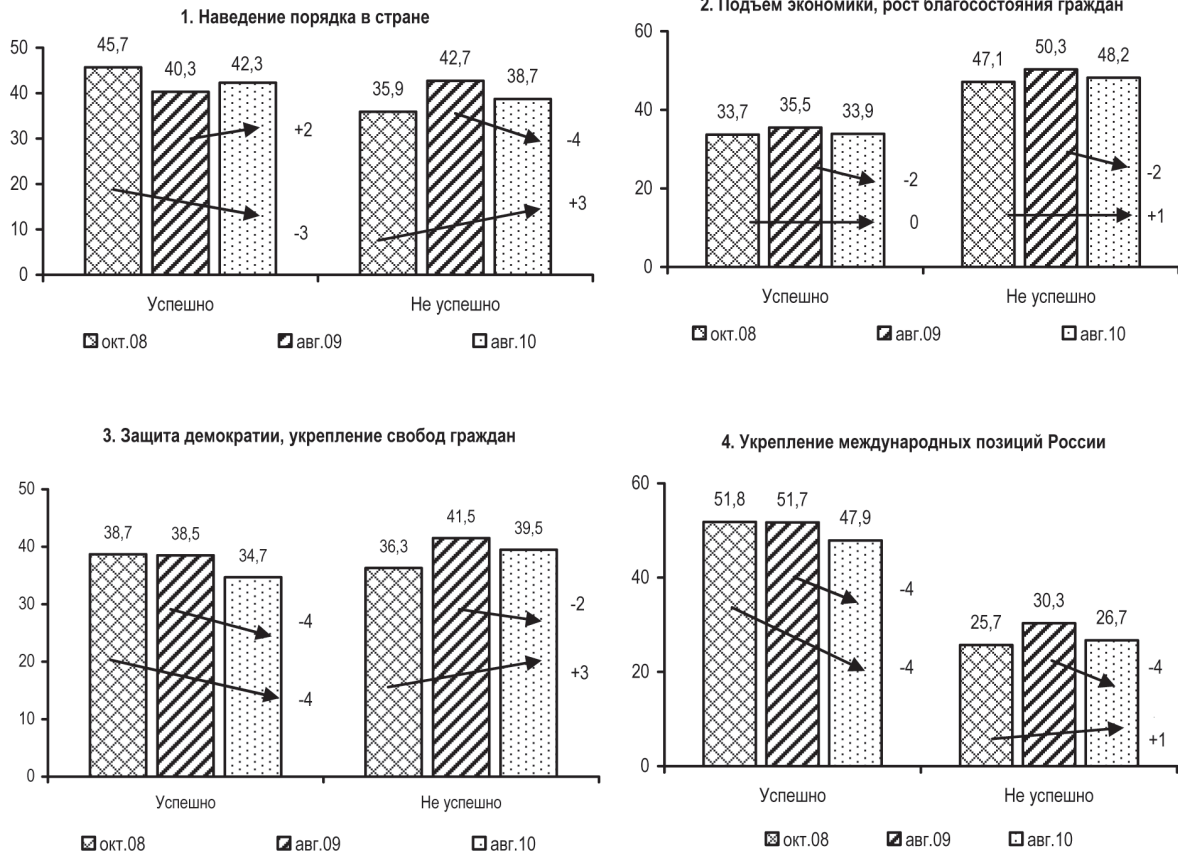 1. Наведение порядка в стране
50
40
30
20
10
0
45,7
40,3
42,3
35,9
42,7
38,7
+2
-3
-4
+3
Успешно
Не успешно
окт.08
авг.09
авг.10
2. Подъем экономики, рост благосостояния граждан
60
40
20
0
33,7
35,5
33,9
47,1
50,3
48,2
-2
0
-2
+1
Успешно
Не успешно
окт.08
авг.09
авг.10
3. Защита демократии, укрепление свобод граждан
50
40
30
20
10
0
38,7
38,5
34,7
36,3
41,5
39,5
-4
-4
-2
+3
Успешно
Не успешно
окт.08
авг.09
авг.10
4. Укрепление международных позиций России
60
40
20
0
51,8
51,7
47,9
25,7
30,3
26,7
-4
-4
-4
+1
Успешно
Не успешно
окт.08
авг.09
авг.10